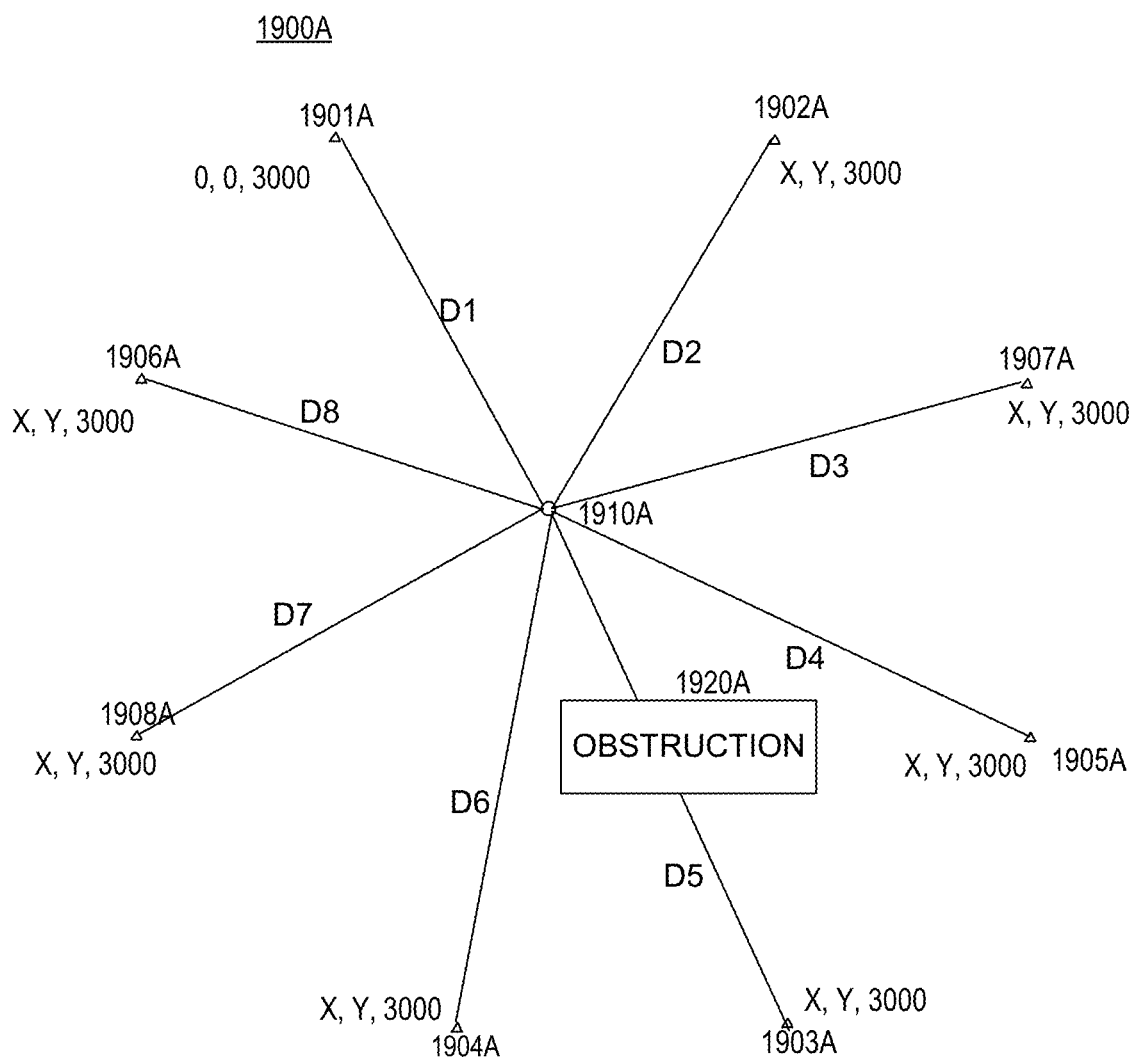 1900A
1901A
1902A
0, 0, 3000
X, Y, 3000
D1
D2
1906A
1907A
X, Y, 3000
D8
X, Y, 3000
D3
1910A
D7
D4
1920A
1908A
OBSTRUCTION
X, Y, 3000
X, Y, 3000
1905A
D6
D5
X, Y, 3000
X, Y, 3000
1904A
1903A